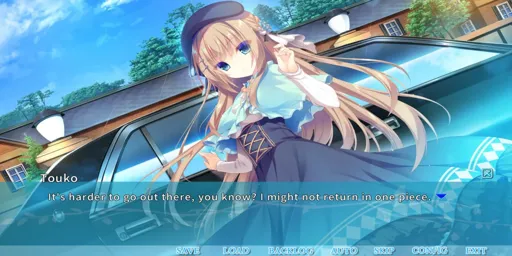 Touko
It's harder to go out there, you know? I might not return in one piece.
SAVE LOAD BACKLOG AUTO SKIP CONFIG EXIT